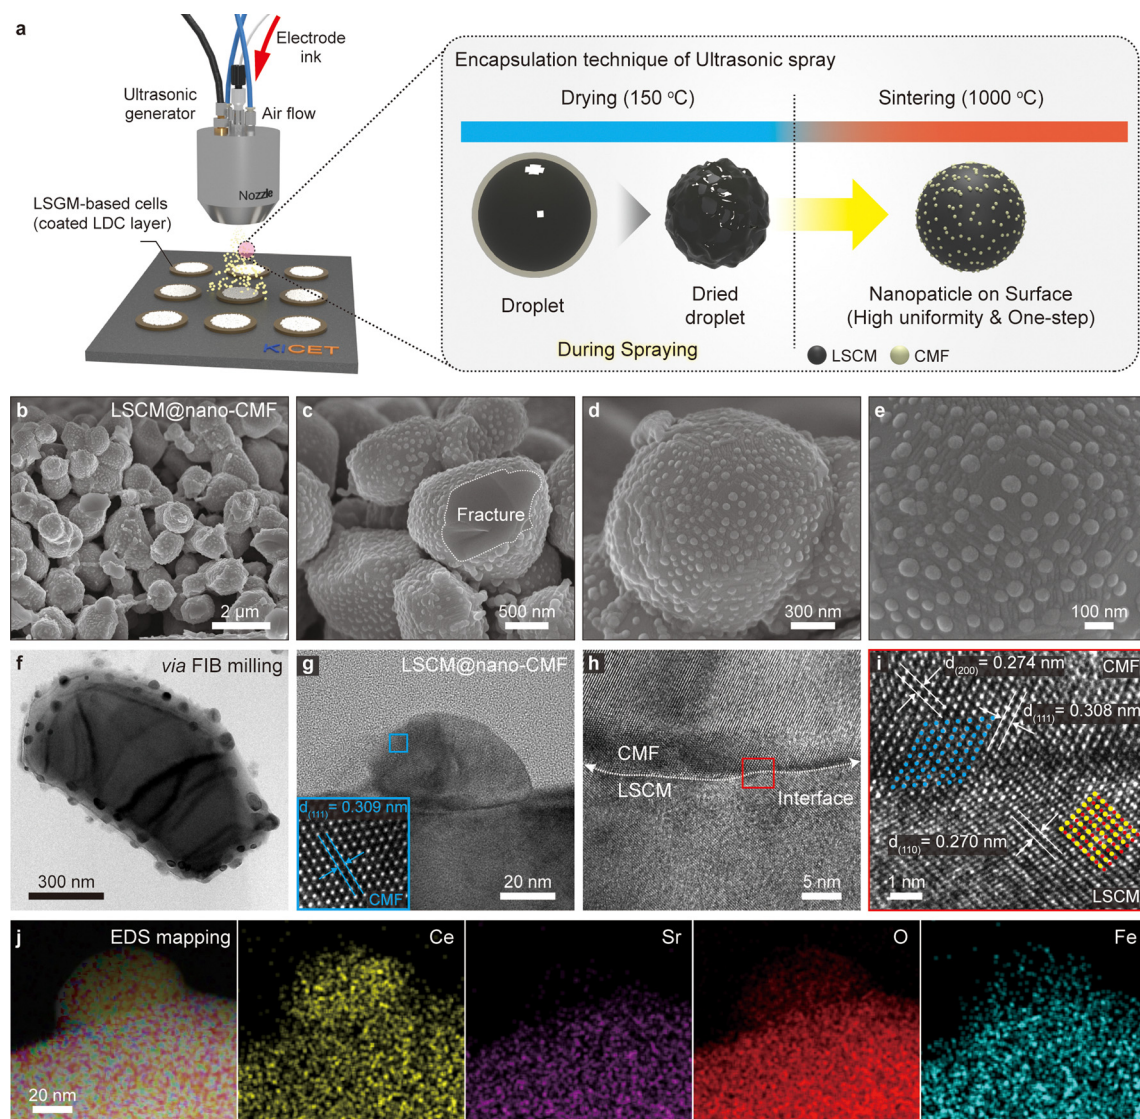 a
Electrode
ink
Ultrasonic
generator
Air flow
Nozzle
LSGM-based cells
(coated LDC layer)
KICET
Encapsulation technique of Ultrasonic spray
Drying (150 °C)
Sintering (1000 °C)
Droplet
Dried
droplet
Nanopaticle on Surface
(High uniformity & One-step)
During Spraying
LSCM
CMF
b
LSCM@nano-CMF
2 μm
c
Fracture
500 nm
d
300 nm
e
100 nm
f
via FIB milling
300 nm
g
LSCM@nano-CMF
d(111)= 0.309 nm
CMF
20 nm
h
CMF
LSCM
Interface
5 nm
i
d(200)= 0.274 nm
CMF
d(111)= 0.308 nm
d(110)= 0.270 nm
1 nm
LSCM
j
EDS mapping
20 nm
Ce
Sr
O
Fe